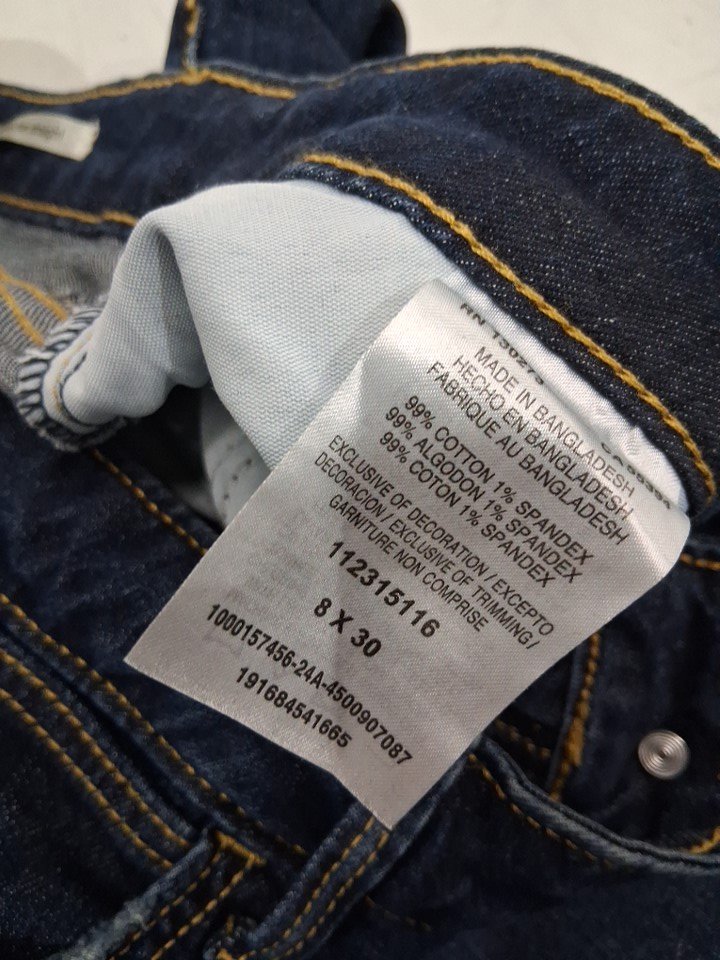 RN 130273
MADE IN BANGLADESH
HECHO EN BANGLADESH
FABRIQUE AU BANGLADESH
99% COTTON 1% SPANDEX
99% ALGODON 1% SPANDEX
99% COTON 1% SPANDEX
EXCLUSIVE OF DECORATION / EXCEPTO
DECORACION / EXCLUSIVE OF TRIMMING /
GARNITURE NON COMPRISE
112315116
8 X 30
1000157456-24A-4500907087
191684541665